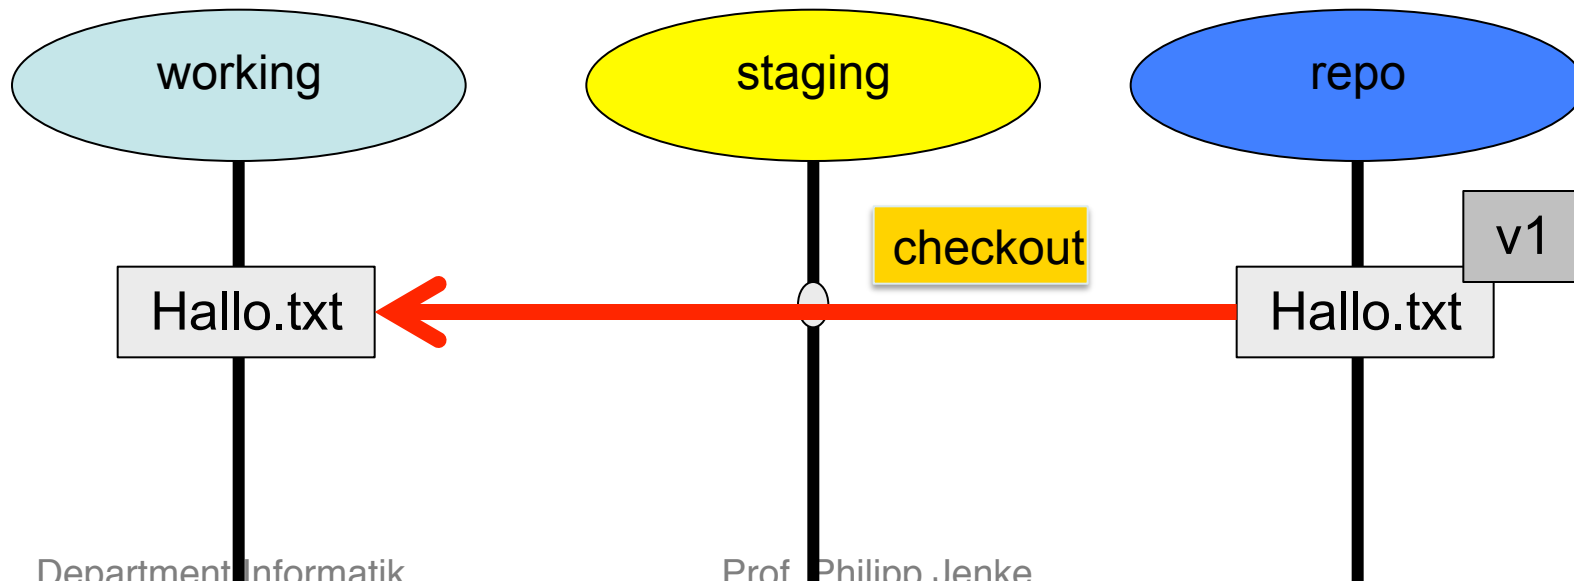 working
staging
repo
checkout
v1
Hallo.txt
Hallo.txt
Department Informatik
Prof. Philipp Jenke